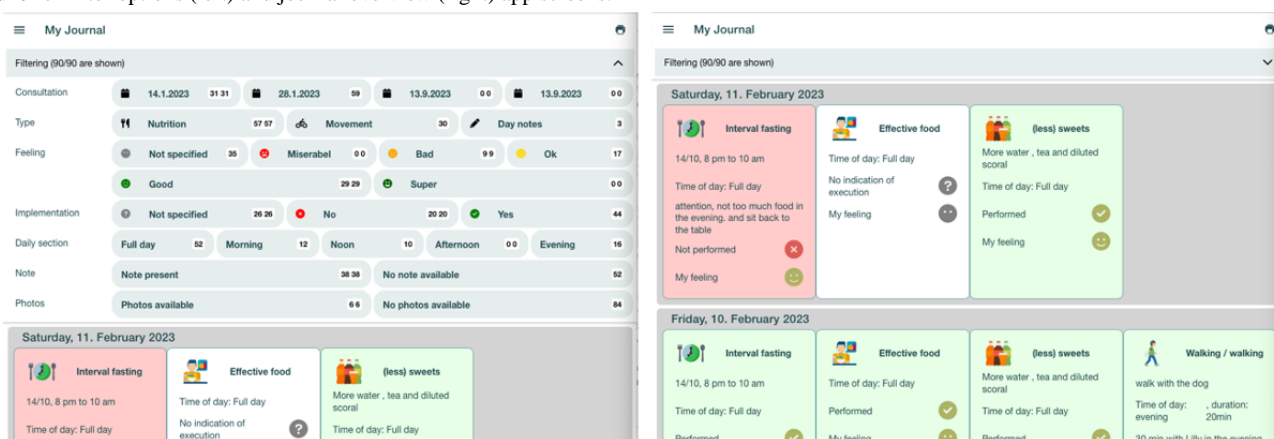 My Journal
Filtering (90/90 are shown)
Consultation 14.1.2023 31 31 28.1.2023 59 13.9.2023 0 0 13.9.2023 0 0
Type Nutrition 57 57 Movement 30 Day notes 3
Feeling Not specified 35 Miserabel 0 0 Bad 9 9 Ok 17
Good 29 29 Super 0 0
Implementation Not specified 26 26 No 20 20 Yes 44
Daily section Full day 52 Morning 12 Noon 10 Afternoon 0 0 Evening 16
Note Note present 38 38 No note available 52
Photos Photos available 6 6 No photos available 84
Saturday, 11. February 2023
Interval fasting
14/10, 8 pm to 10 am
Time of day: Full day
Effective food
Time of day: Full day
No indication of
execution
(less) sweets
More water , tea and diluted
scoral
Time of day: Full day
My Journal
Filtering (90/90 are shown)
Saturday, 11. February 2023
Interval fasting
14/10, 8 pm to 10 am
Time of day: Full day
attention, not too much food in
the evening. and sit back to
the table
Not performed
My feeling
Effective food
Time of day: Full day
No indication of
execution
My feeling
(less) sweets
More water , tea and diluted
scoral
Time of day: Full day
Performed
My feeling
Friday, 10. February 2023
Interval fasting
14/10, 8 pm to 10 am
Time of day: Full day
Performed
Effective food
Time of day: Full day
Performed
My feeling
(less) sweets
More water , tea and diluted
scoral
Time of day: Full day
Performed
Walking / walking
walk with the dog
Time of day: , duration:
evening 20min
30 min with Lilly in the evening